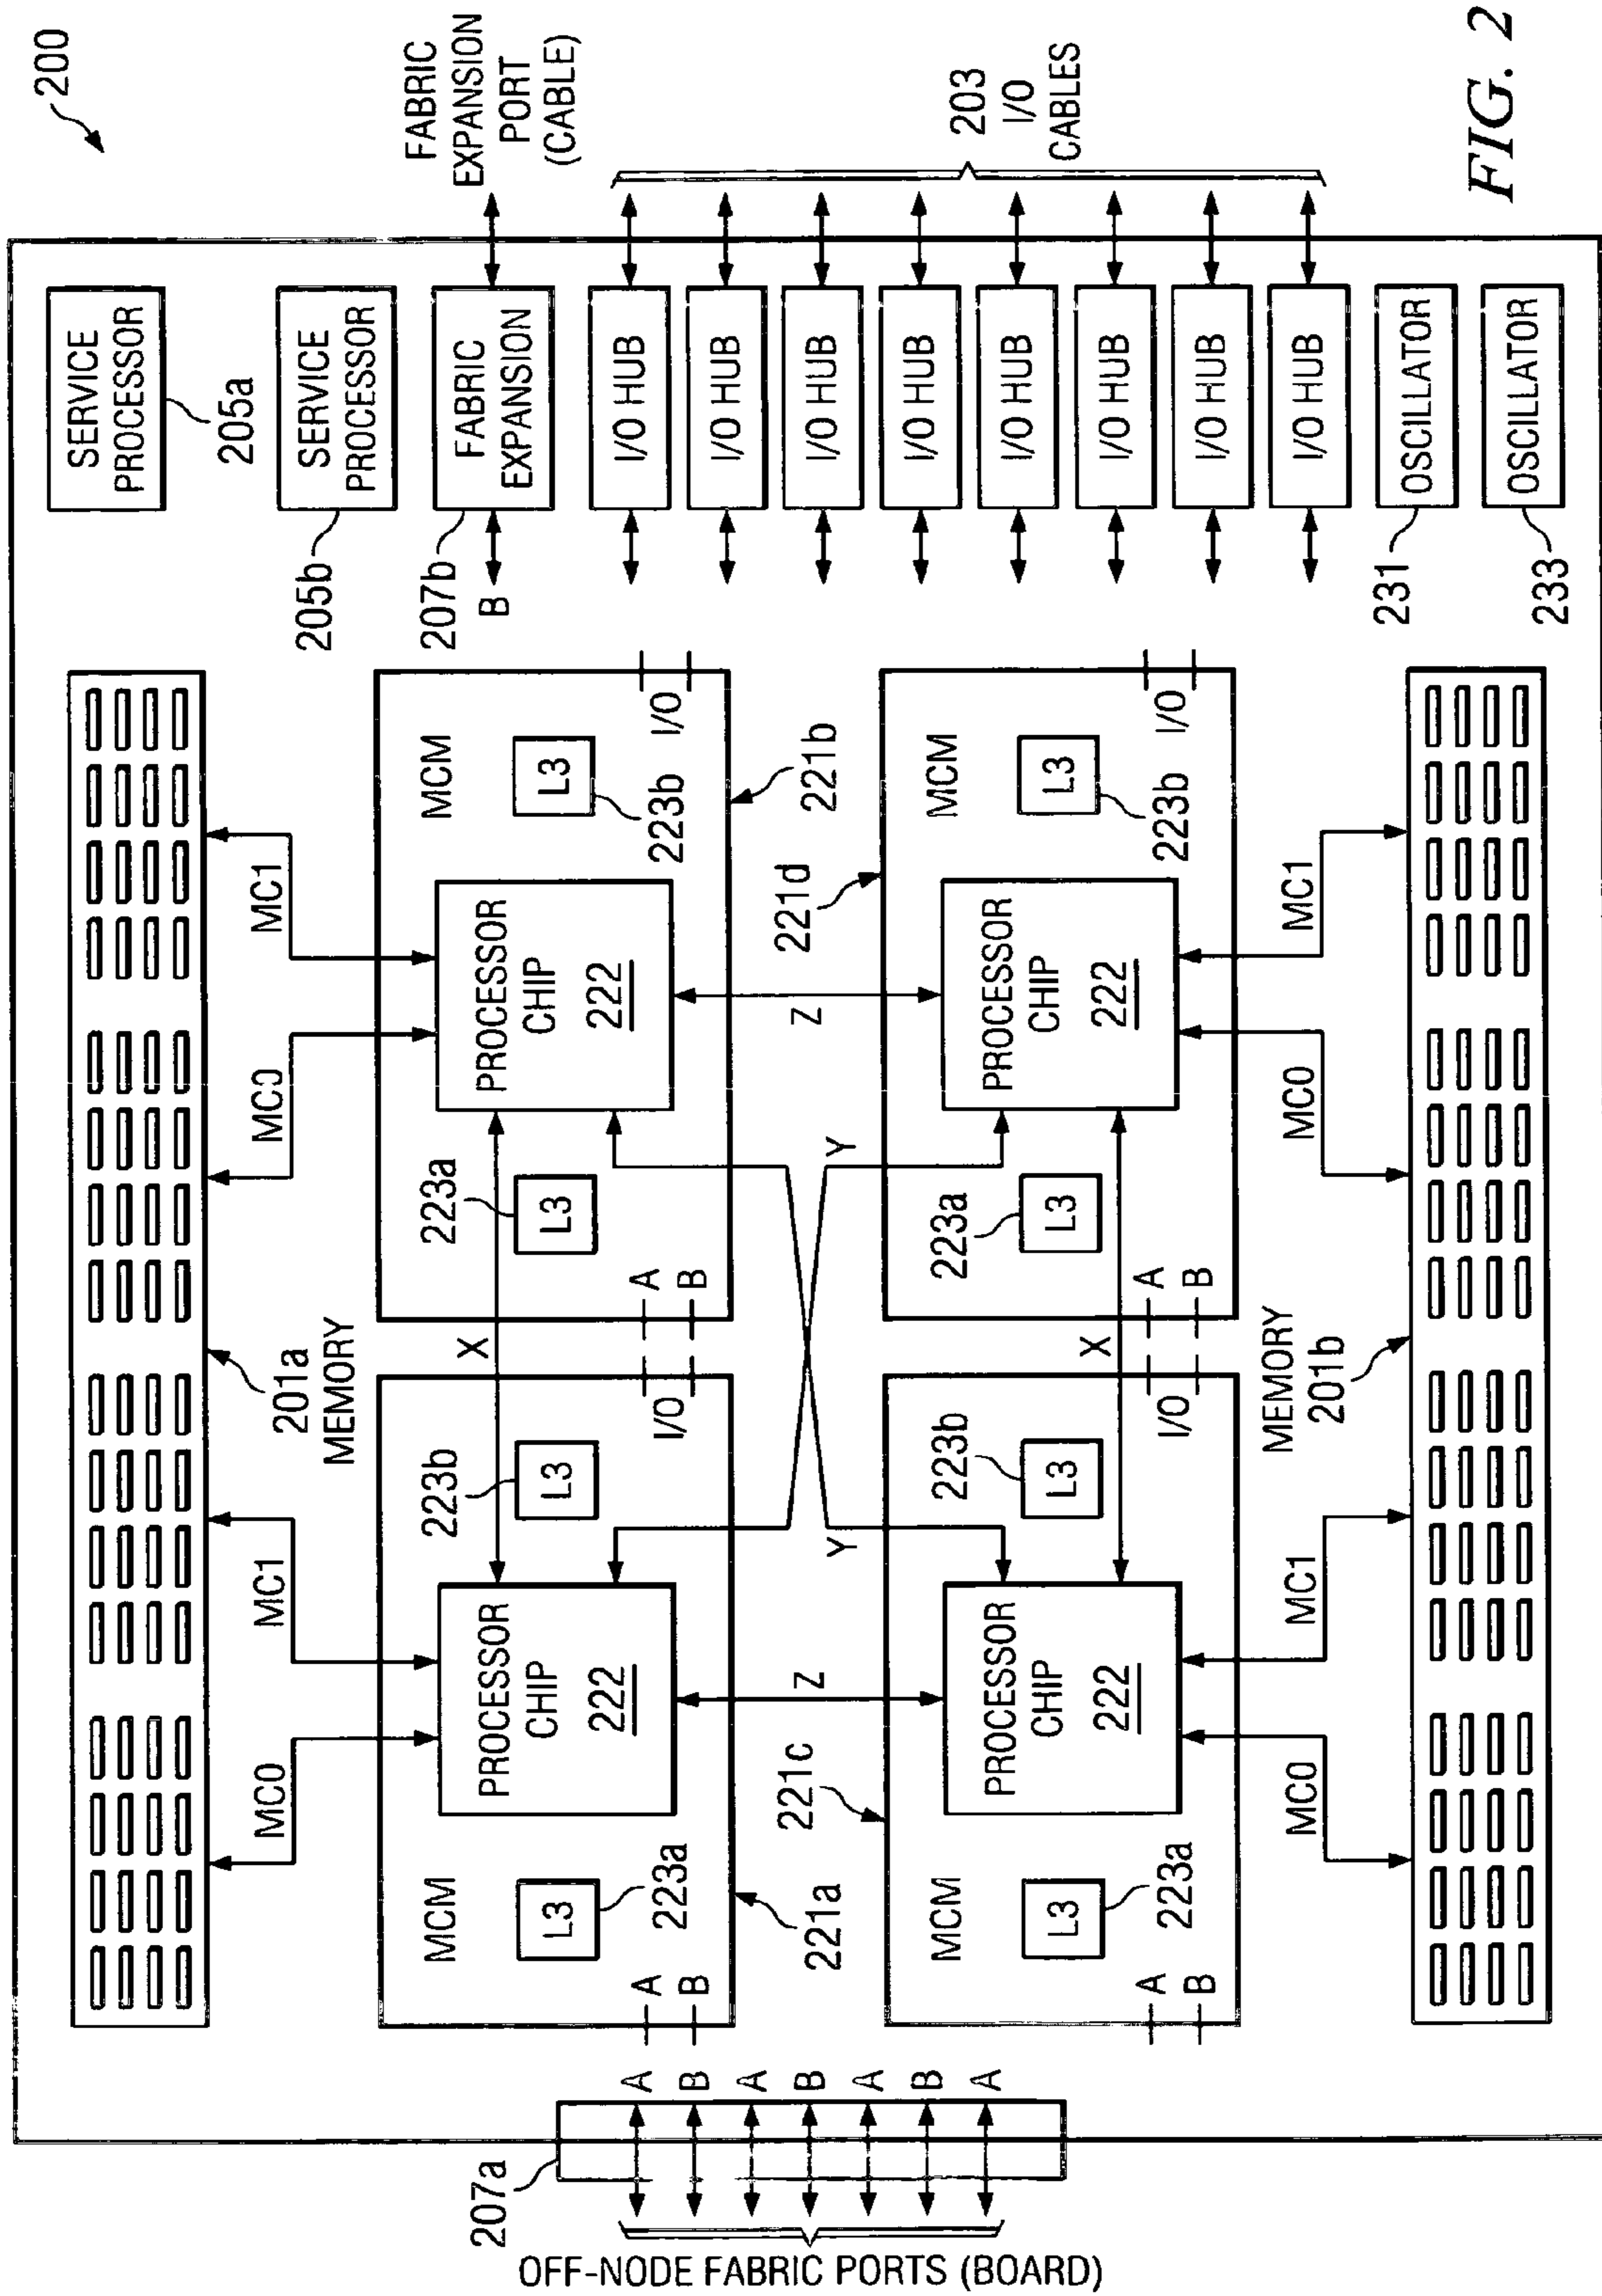 200
SERVICE
PROCESSOR
205a
SERVICE
PROCESSOR
205b
FABRIC
EXPANSION
207b
B
FABRIC
EXPANSION
PORT
(CABLE)
I/O HUB
I/O HUB
I/O HUB
I/O HUB
I/O HUB
I/O HUB
I/O HUB
I/O HUB
203
I/O
CABLES
OSCILLATOR
231
OSCILLATOR
233
201a
MEMORY
MC0
MC1
MC0
MC1
MCM
L3
223a
PROCESSOR
CHIP
222
L3
223b
A
B
I/O
221a
X
MCM
L3
223a
PROCESSOR
CHIP
222
L3
223b
A
B
I/O
221b
Z
Y
Y
Z
221c
MCM
L3
223a
PROCESSOR
CHIP
222
L3
223b
A
B
I/O
X
221d
MCM
L3
223a
PROCESSOR
CHIP
222
L3
223b
A
B
I/O
MC0
MC1
MC0
MC1
MEMORY
201b
207a
A
B
A
B
A
B
A
OFF-NODE FABRIC PORTS (BOARD)
FIG. 2